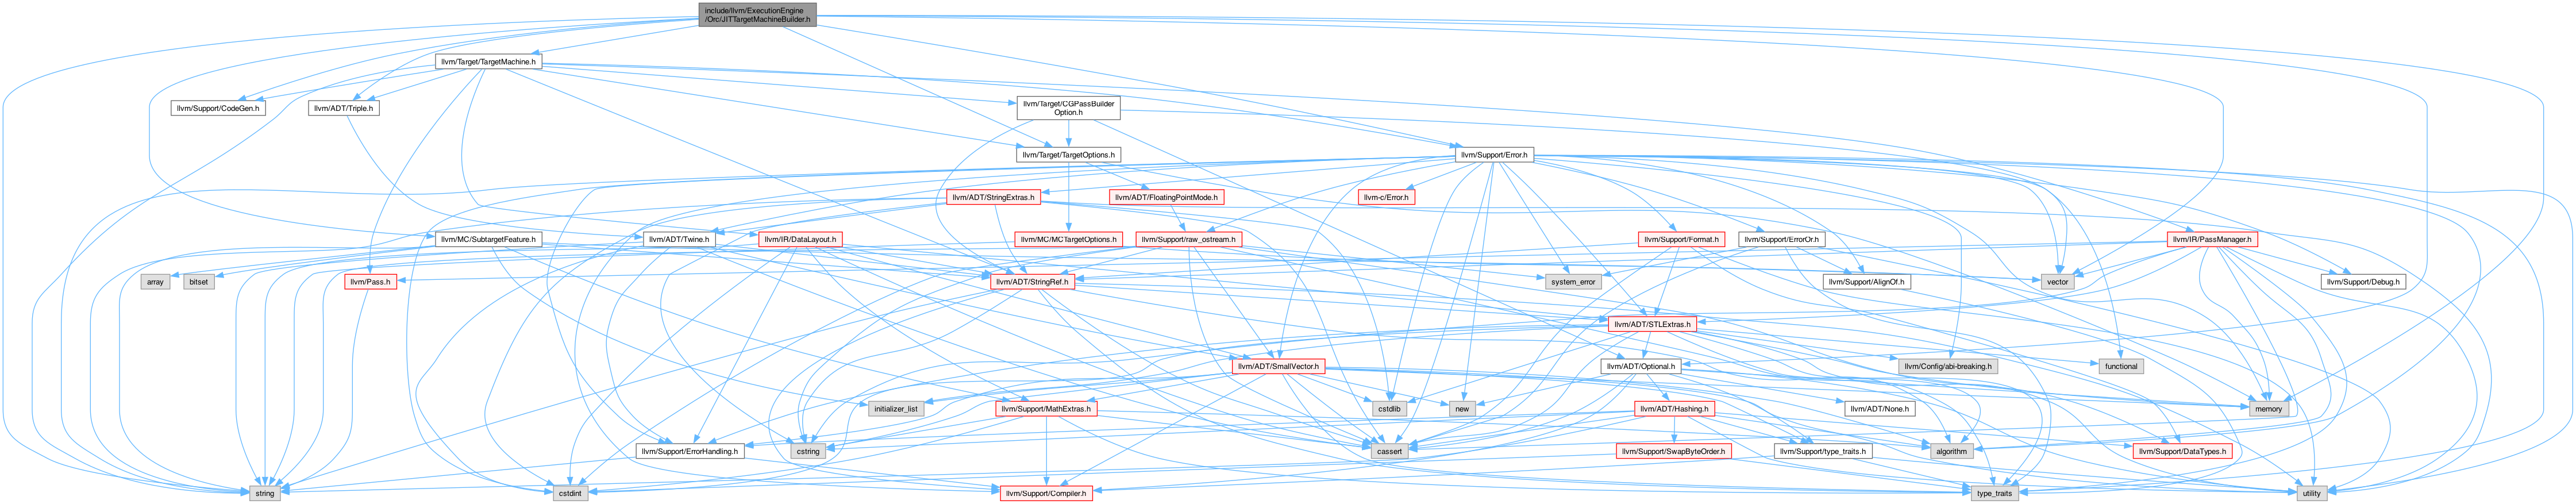 include/llvm/ExecutionEngine
/Orc/JITTargetMachineBuilder.h
llvm/Target/TargetMachine.h
llvm/Support/CodeGen.h
llvm/ADT/Triple.h
llvm/Target/CGPassBuilder
Option.h
llvm/Target/TargetOptions.h
llvm/Support/Error.h
llvm/ADT/StringExtras.h
llvm/ADT/FloatingPointMode.h
llvm-c/Error.h
llvm/MC/SubtargetFeature.h
llvm/ADT/Twine.h
llvm/IR/DataLayout.h
llvm/MC/MCTargetOptions.h
llvm/Support/raw_ostream.h
llvm/Support/Format.h
llvm/Support/ErrorOr.h
llvm/IR/PassManager.h
array
bitset
llvm/Pass.h
llvm/ADT/StringRef.h
system_error
llvm/Support/AlignOf.h
vector
llvm/Support/Debug.h
llvm/ADT/STLExtras.h
llvm/ADT/SmallVector.h
llvm/ADT/Optional.h
llvm/Config/abi-breaking.h
functional
initializer_list
llvm/Support/MathExtras.h
cstdlib
new
llvm/ADT/Hashing.h
llvm/ADT/None.h
memory
llvm/Support/ErrorHandling.h
cstring
cassert
llvm/Support/SwapByteOrder.h
llvm/Support/type_traits.h
algorithm
llvm/Support/DataTypes.h
string
cstdint
llvm/Support/Compiler.h
type_traits
utility